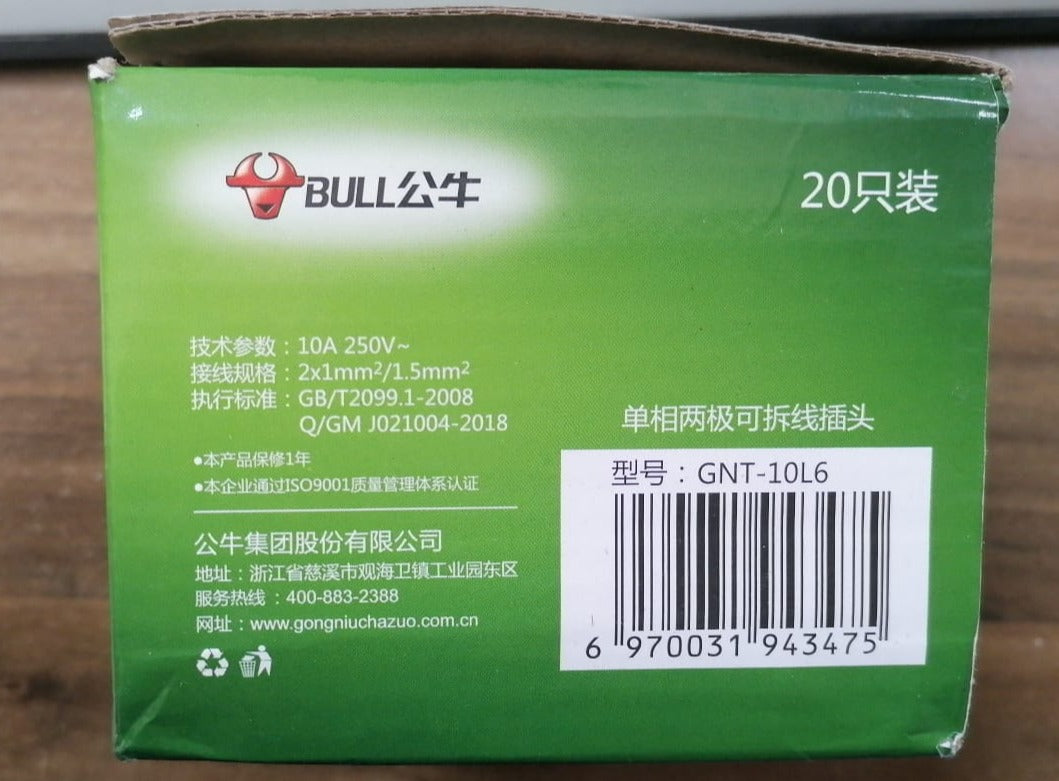 BULL公牛
20只装
技术参数：10A 250V~
接线规格：2x1mm²/1.5mm²
执行标准：GB/T2099.1-2008
Q/GM J021004-2018
●本产品保修1年
●本企业通过ISO9001质量管理体系认证
公牛集团股份有限公司
地址：浙江省慈溪市观海卫镇工业园东区
服务热线：400-883-2388
网址：www.gongniuchazuo.com.cn
单相两极可拆线插头
型号：GNT-10L6
6 970031 943475